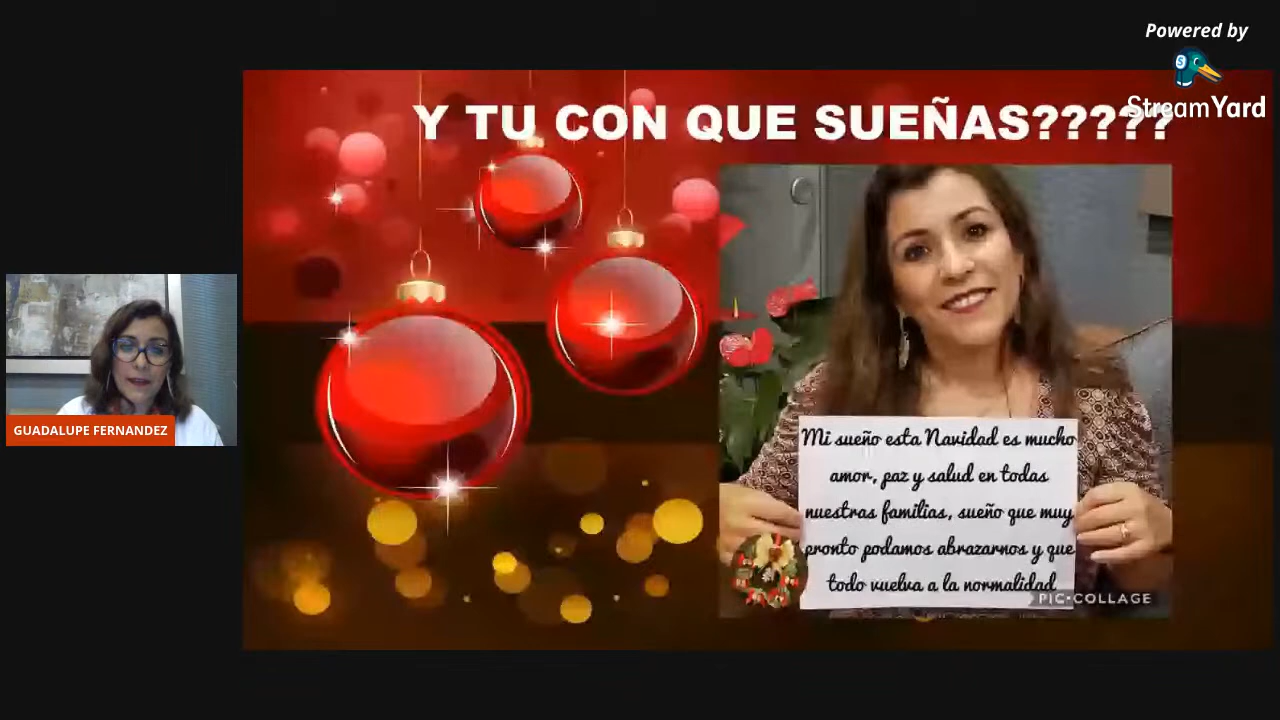 Powered by
StreamYard
Y TU CON QUE SUEÑAS?????
GUADALUPE FERNANDEZ
Mi sueño esta Navidad es mucho
amor, paz y salud en todas
nuestras familias, sueño que muy
pronto podamos abrazarnos y que
todo vuelva a la normalidad
PIC•COLLAGE